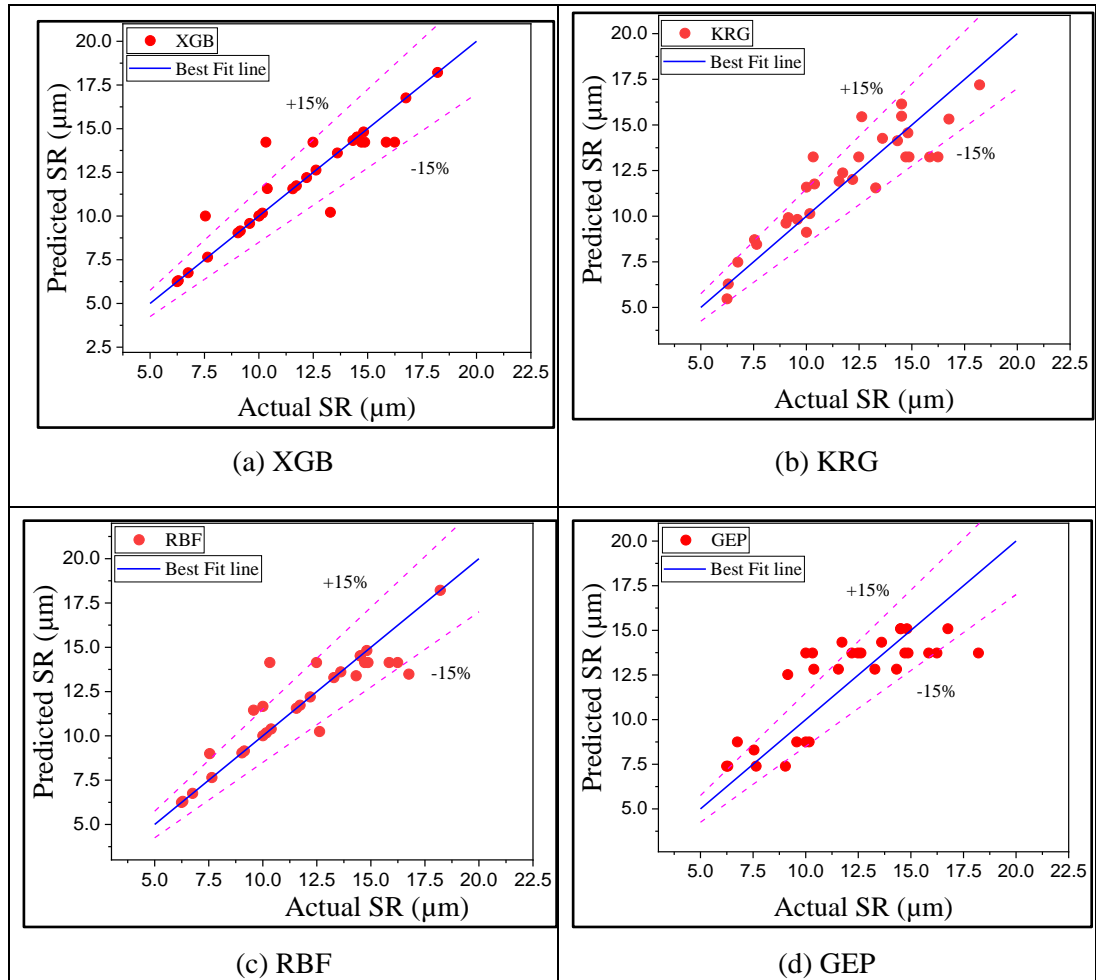 XGB
Best Fit line
+15%
20.0
17.5
15.0
12.5
10.0
7.5
5.0
2.5
Predicted SR (µm)
5.0 7.5 10.0 12.5 15.0 17.5 20.0 22.5
Actual SR (µm)
-15%
(a) XGB
KRG
Best Fit line
+15%
20.0
17.5
15.0
12.5
10.0
7.5
5.0
Predicted SR (µm)
-15%
5.0 7.5 10.0 12.5 15.0 17.5 20.0 22.5
Actual SR (µm)
(b) KRG
RBF
Best Fit line
+15%
20.0
17.5
15.0
12.5
10.0
7.5
5.0
Predicted SR (µm)
-15%
5.0 7.5 10.0 12.5 15.0 17.5 20.0 22.5
Actual SR (µm)
(c) RBF
GEP
Best Fit line
+15%
20.0
17.5
15.0
12.5
10.0
7.5
5.0
Predicted SR (µm)
-15%
5.0 7.5 10.0 12.5 15.0 17.5 20.0 22.5
Actual SR (µm)
(d) GEP